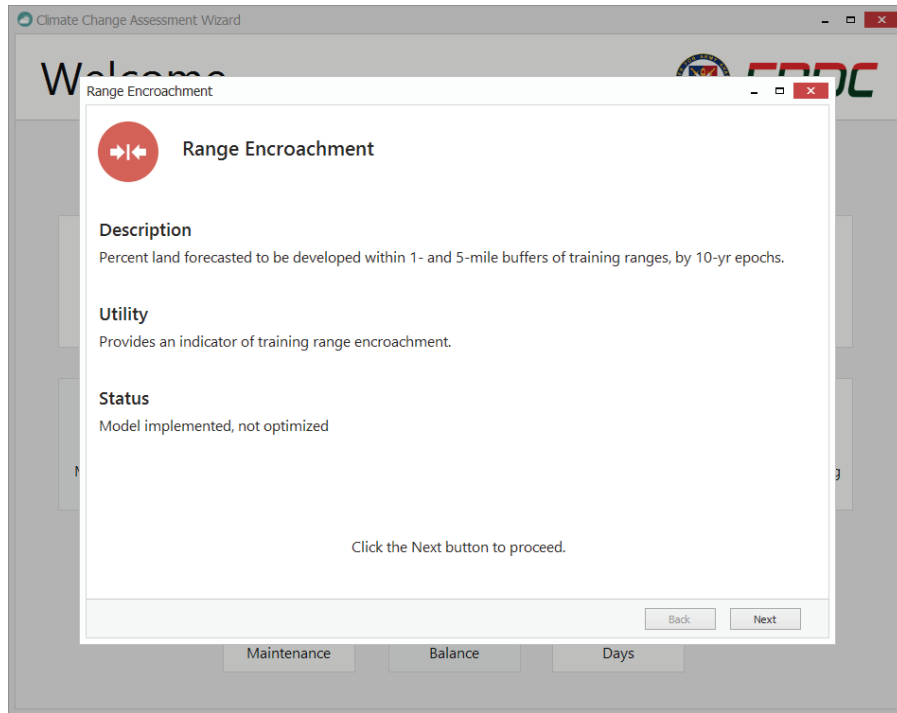 Climate Change Assessment Wizard
Welcome
Range Encroachment
Range Encroachment
Description
Percent land forecasted to be developed within 1- and 5-mile buffers of training ranges, by 10-yr epochs.
Utility
Provides an indicator of training range encroachment.
Status
Model implemented, not optimized
Click the Next button to proceed.
Back Next
Maintenance Balance Days